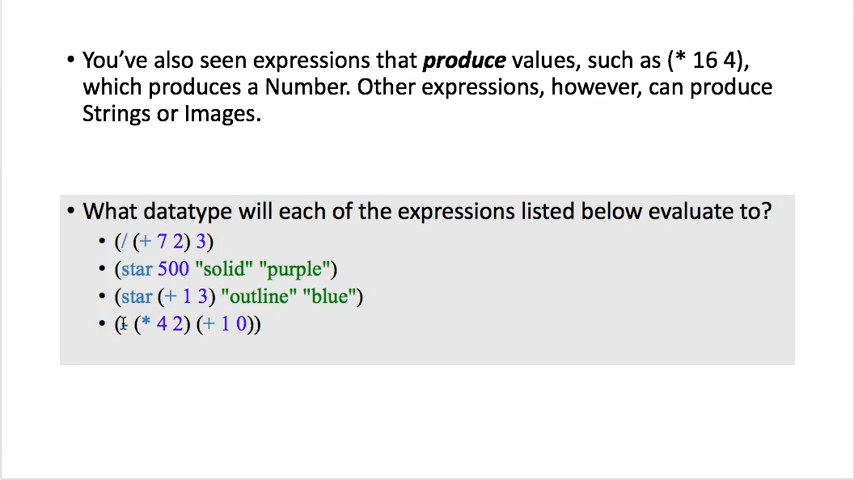 • You've also seen expressions that produce values, such as (* 16 4),
which produces a Number. Other expressions, however, can produce
Strings or Images.
• What datatype will each of the expressions listed below evaluate to?
• (/ (+ 7 2) 3)
• (star 500 "solid" "purple")
• (star (+ 1 3) "outline" "blue")
• ( (* 4 2) (+ 1 0))